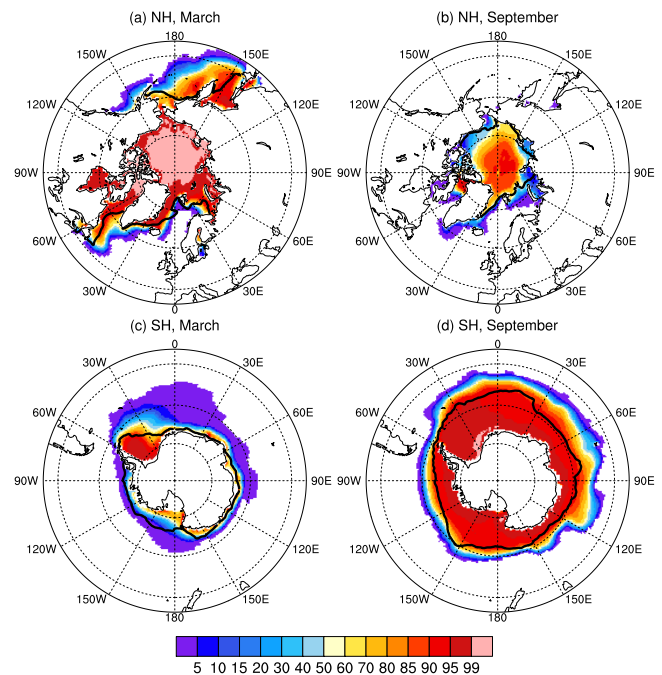 (a) NH, March
(b) NH, September
180
150W
150E
120W
120E
90W
90E
60W
60E
30W
30E
0
180
150W
150E
120W
120E
90W
90E
60W
60E
30W
30E
0
(c) SH, March
(d) SH, September
0
30W
30E
60W
60E
90W
90E
120W
120E
150W
150E
180
0
30W
30E
60W
60E
90W
90E
120W
120E
150W
150E
180
5 10 15 20 30 40 50 60 70 80 85 90 95 99